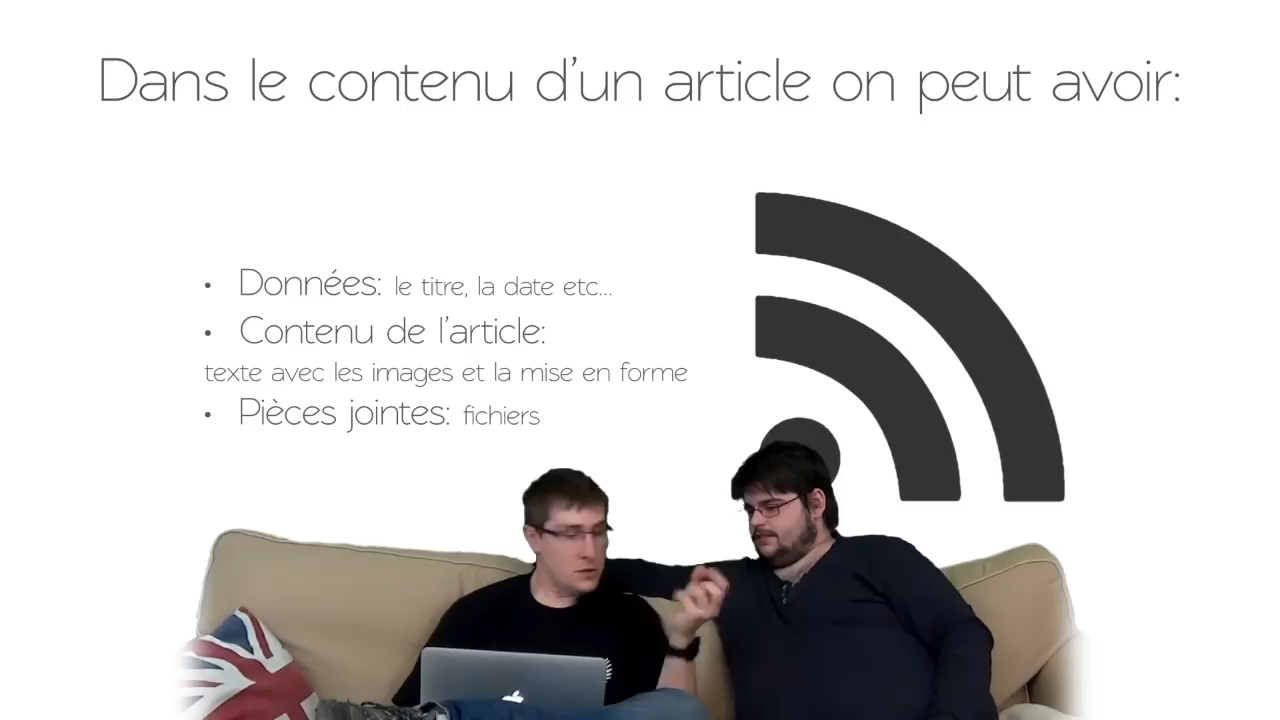 Dans le contenu d'un article on peut avoir:
• Données: le titre, la date etc...
• Contenu de l'article:
texte avec les images et la mise en forme
• Pièces jointes: fichiers